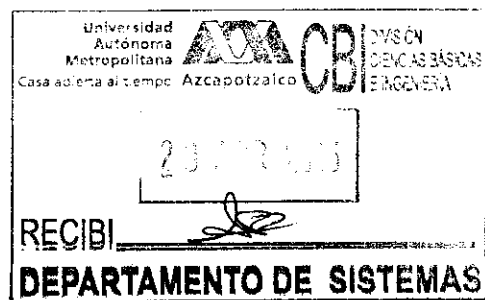 Universidad
Autónoma
Metropolitana
Casa abierta al tiempo Azcapotzalco
CBI
DIVISIÓN
CIENCIAS BÁSICAS
E INGENIERÍA
RECIBI
DEPARTAMENTO DE SISTEMAS